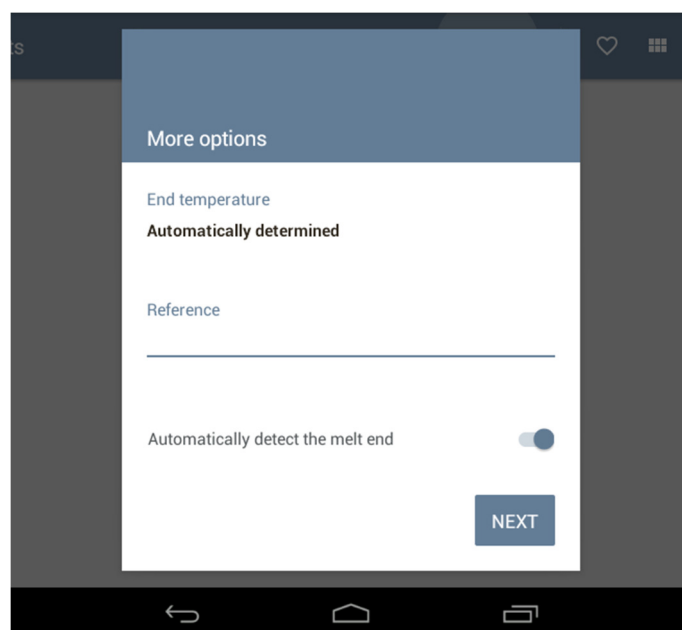 More options
End temperature
Automatically determined
Reference
Automatically detect the melt end
NEXT